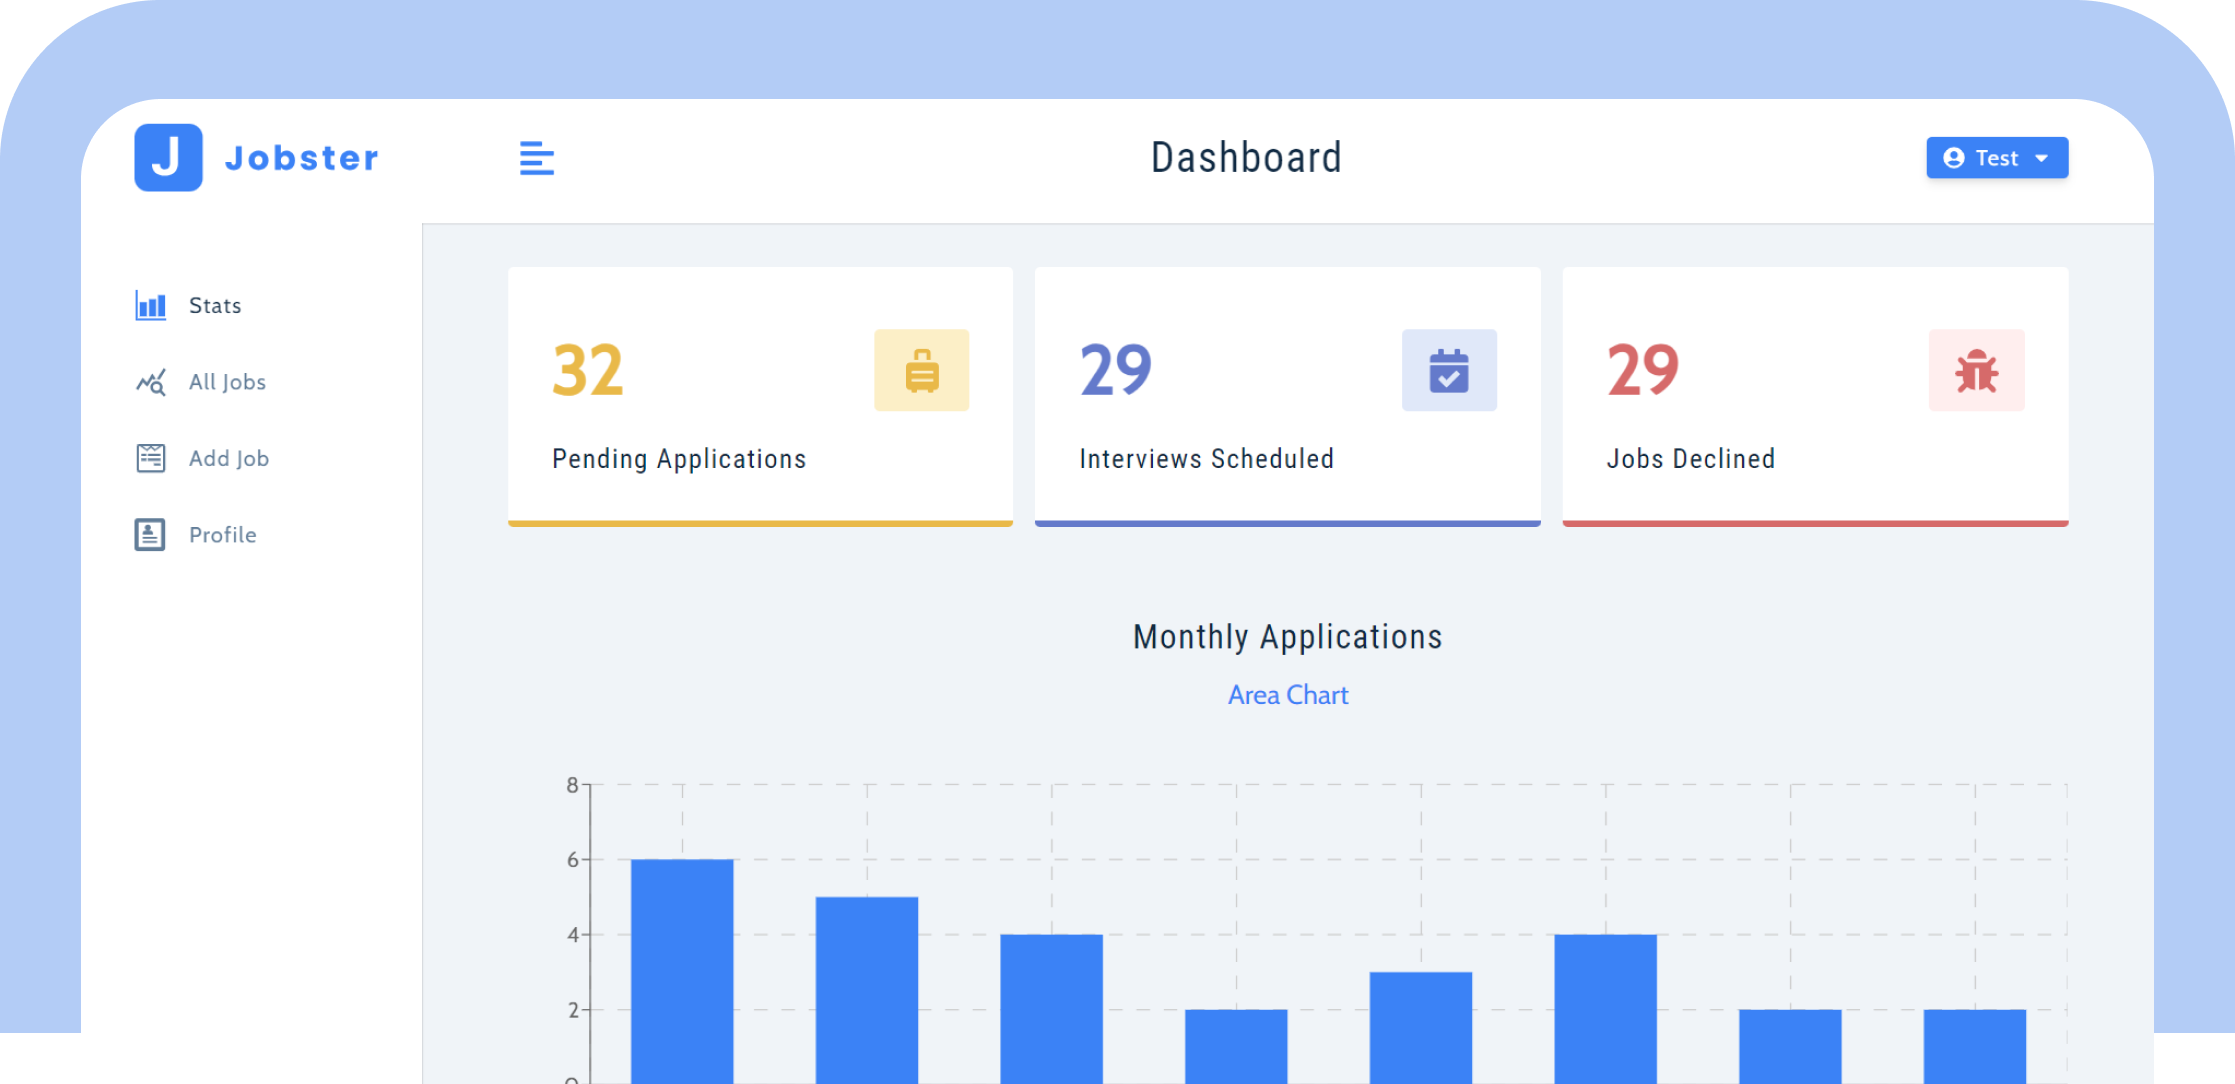 J Jobster
Dashboard
Test
Stats
All Jobs
Add Job
Profile
32
Pending Applications
29
Interviews Scheduled
29
Jobs Declined
Monthly Applications
Area Chart
8
6
4
2
0